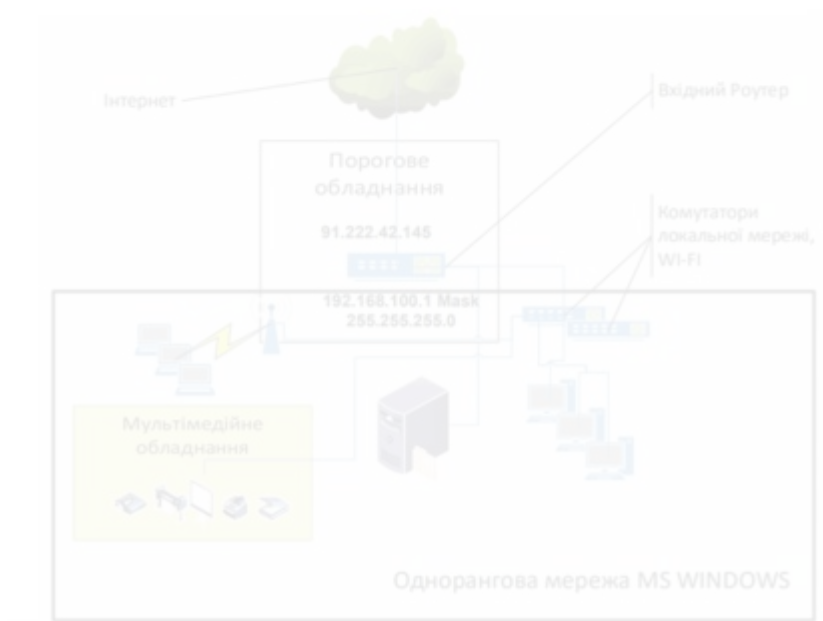 Інтернет
Вхідний Роутер
Порогове
обладнання
91.222.42.145
Комутатори
локальної мережі,
WI-FI
192.168.100.1 Mask
255.255.255.0
Мультімедійне
обладнання
Однорангова мережа MS WINDOWS